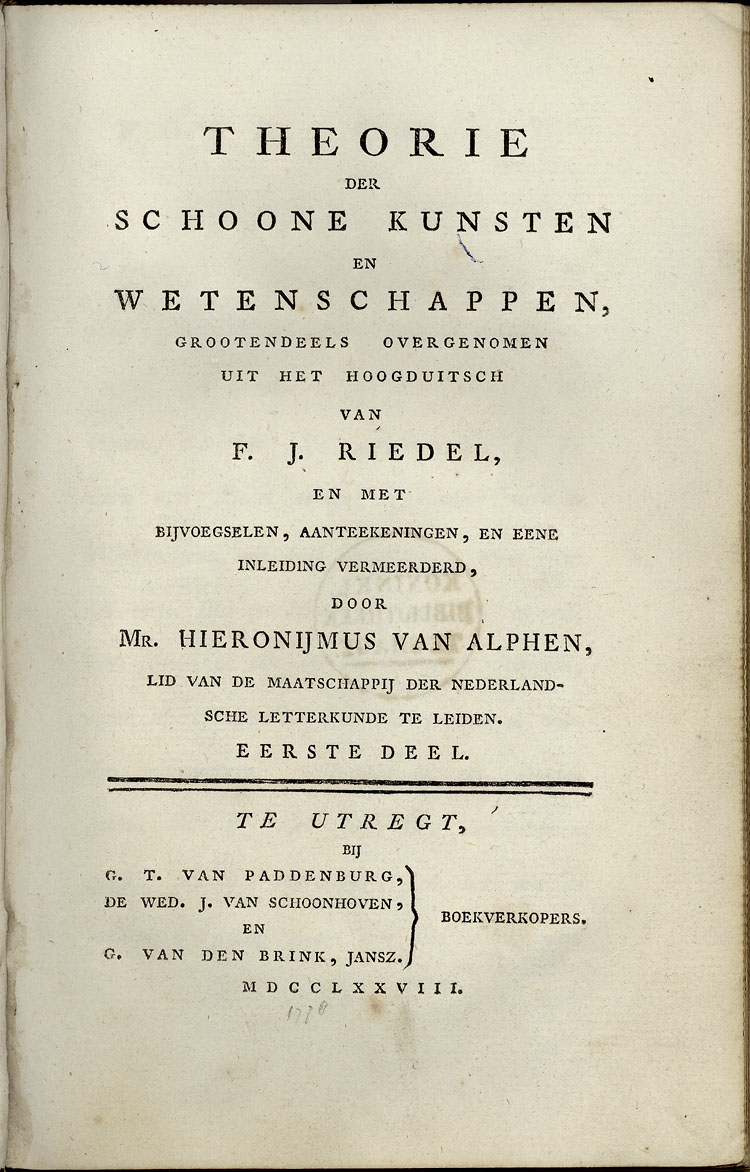 THEORIE
DER
SCHOONE KUNSTEN
EN
WETENSCHAPPEN,
GROOTENDEELS OVERGENOMEN
UIT HET HOOGDUITSCH
VAN
F. J. RIEDEL,
EN MET
BIJVOEGSELEN, AANTEEKENINGEN, EN EENE
INLEIDING VERMEERDERD,
DOOR
MR. HIERONIJMUS VAN ALPHEN,
LID VAN DE MAATSCHAPPIJ DER NEDERLAND-
SCHE LETTERKUNDE TE LEIDEN.
EERSTE DEEL.
TE UTREGT,
BIJ
G. T. VAN PADDENBURG,
DE WED. J. VAN SCHOONHOVEN,
EN
G. VAN DEN BRINK, JANSZ.
BOEKVERKOPERS.
MDCCLXXVIII.
1778